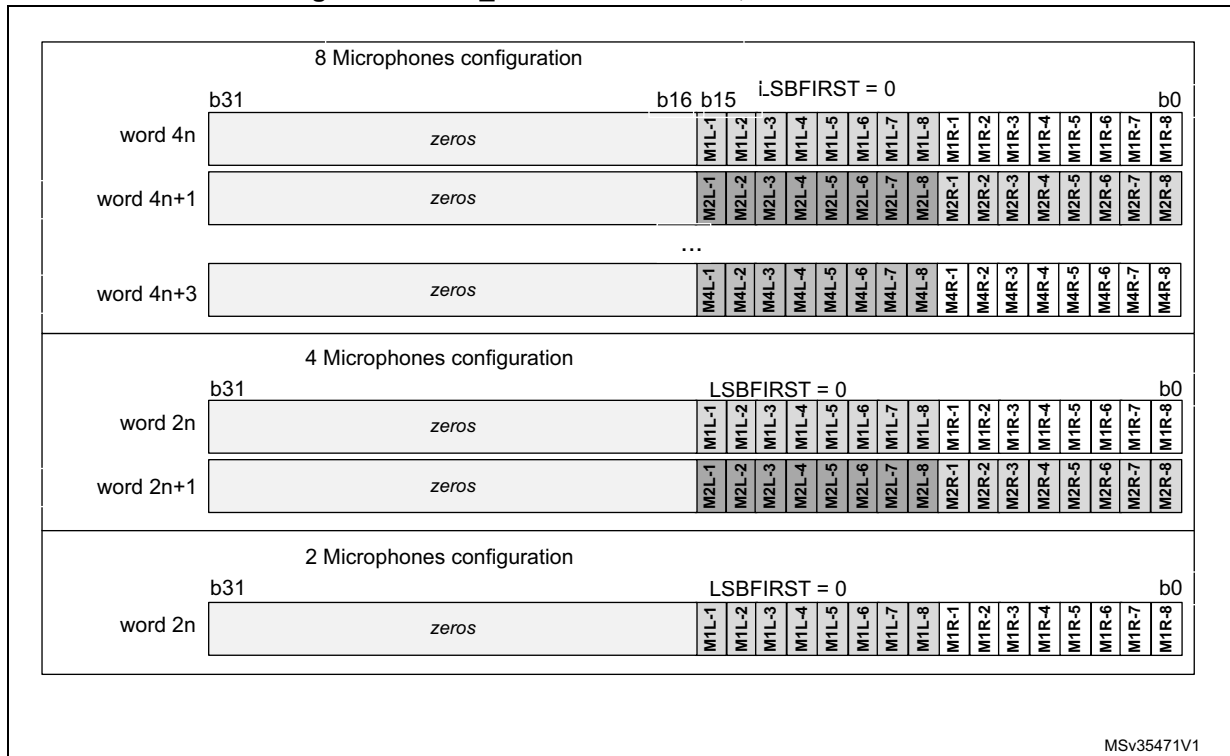 8 Microphones configuration
LSBFIRST = 0
b31 b16 b15 b0
word 4n zeros M1L-1 M1L-2 M1L-3 M1L-4 M1L-5 M1L-6 M1L-7 M1L-8 M1R-1 M1R-2 M1R-3 M1R-4 M1R-5 M1R-6 M1R-7 M1R-8
word 4n+1 zeros M2L-1 M2L-2 M2L-3 M2L-4 M2L-5 M2L-6 M2L-7 M2L-8 M2R-1 M2R-2 M2R-3 M2R-4 M2R-5 M2R-6 M2R-7 M2R-8
...
word 4n+3 zeros M4L-1 M4L-2 M4L-3 M4L-4 M4L-5 M4L-6 M4L-7 M4L-8 M4R-1 M4R-2 M4R-3 M4R-4 M4R-5 M4R-6 M4R-7 M4R-8
4 Microphones configuration
b31 LSBFIRST = 0 b0
word 2n zeros M1L-1 M1L-2 M1L-3 M1L-4 M1L-5 M1L-6 M1L-7 M1L-8 M1R-1 M1R-2 M1R-3 M1R-4 M1R-5 M1R-6 M1R-7 M1R-8
word 2n+1 zeros M2L-1 M2L-2 M2L-3 M2L-4 M2L-5 M2L-6 M2L-7 M2L-8 M2R-1 M2R-2 M2R-3 M2R-4 M2R-5 M2R-6 M2R-7 M2R-8
2 Microphones configuration
b31 LSBFIRST = 0 b0
word 2n zeros M1L-1 M1L-2 M1L-3 M1L-4 M1L-5 M1L-6 M1L-7 M1L-8 M1R-1 M1R-2 M1R-3 M1R-4 M1R-5 M1R-6 M1R-7 M1R-8
MSv35471V1